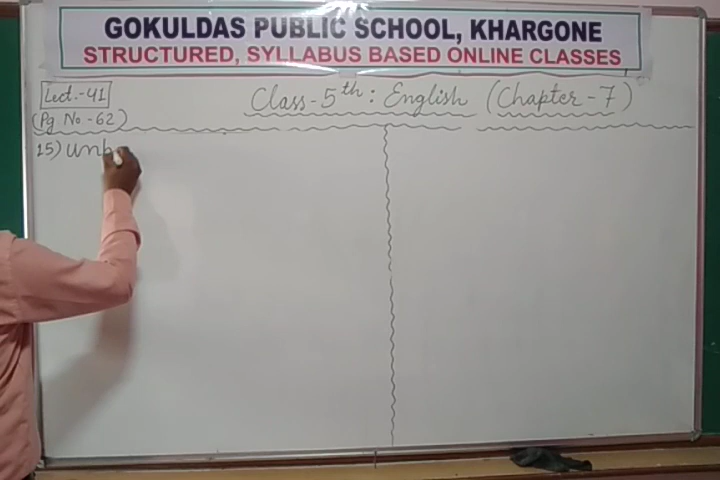 GOKULDAS PUBLIC SCHOOL, KHARGONE
STRUCTURED, SYLLABUS BASED ONLINE CLASSES
Lect.-41
Class-5th: English (Chapter-7)
(Pg No-62)
15)